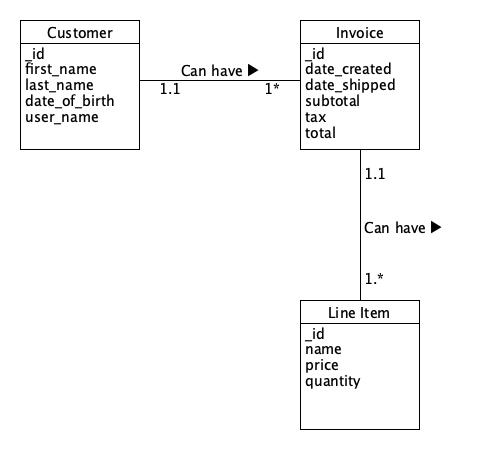 Customer
_id
first_name
last_name
date_of_birth
user_name
Can have ▶
1.1
1*
Invoice
_id
date_created
date_shipped
subtotal
tax
total
1.1
Can have ▶
1.*
Line Item
_id
name
price
quantity